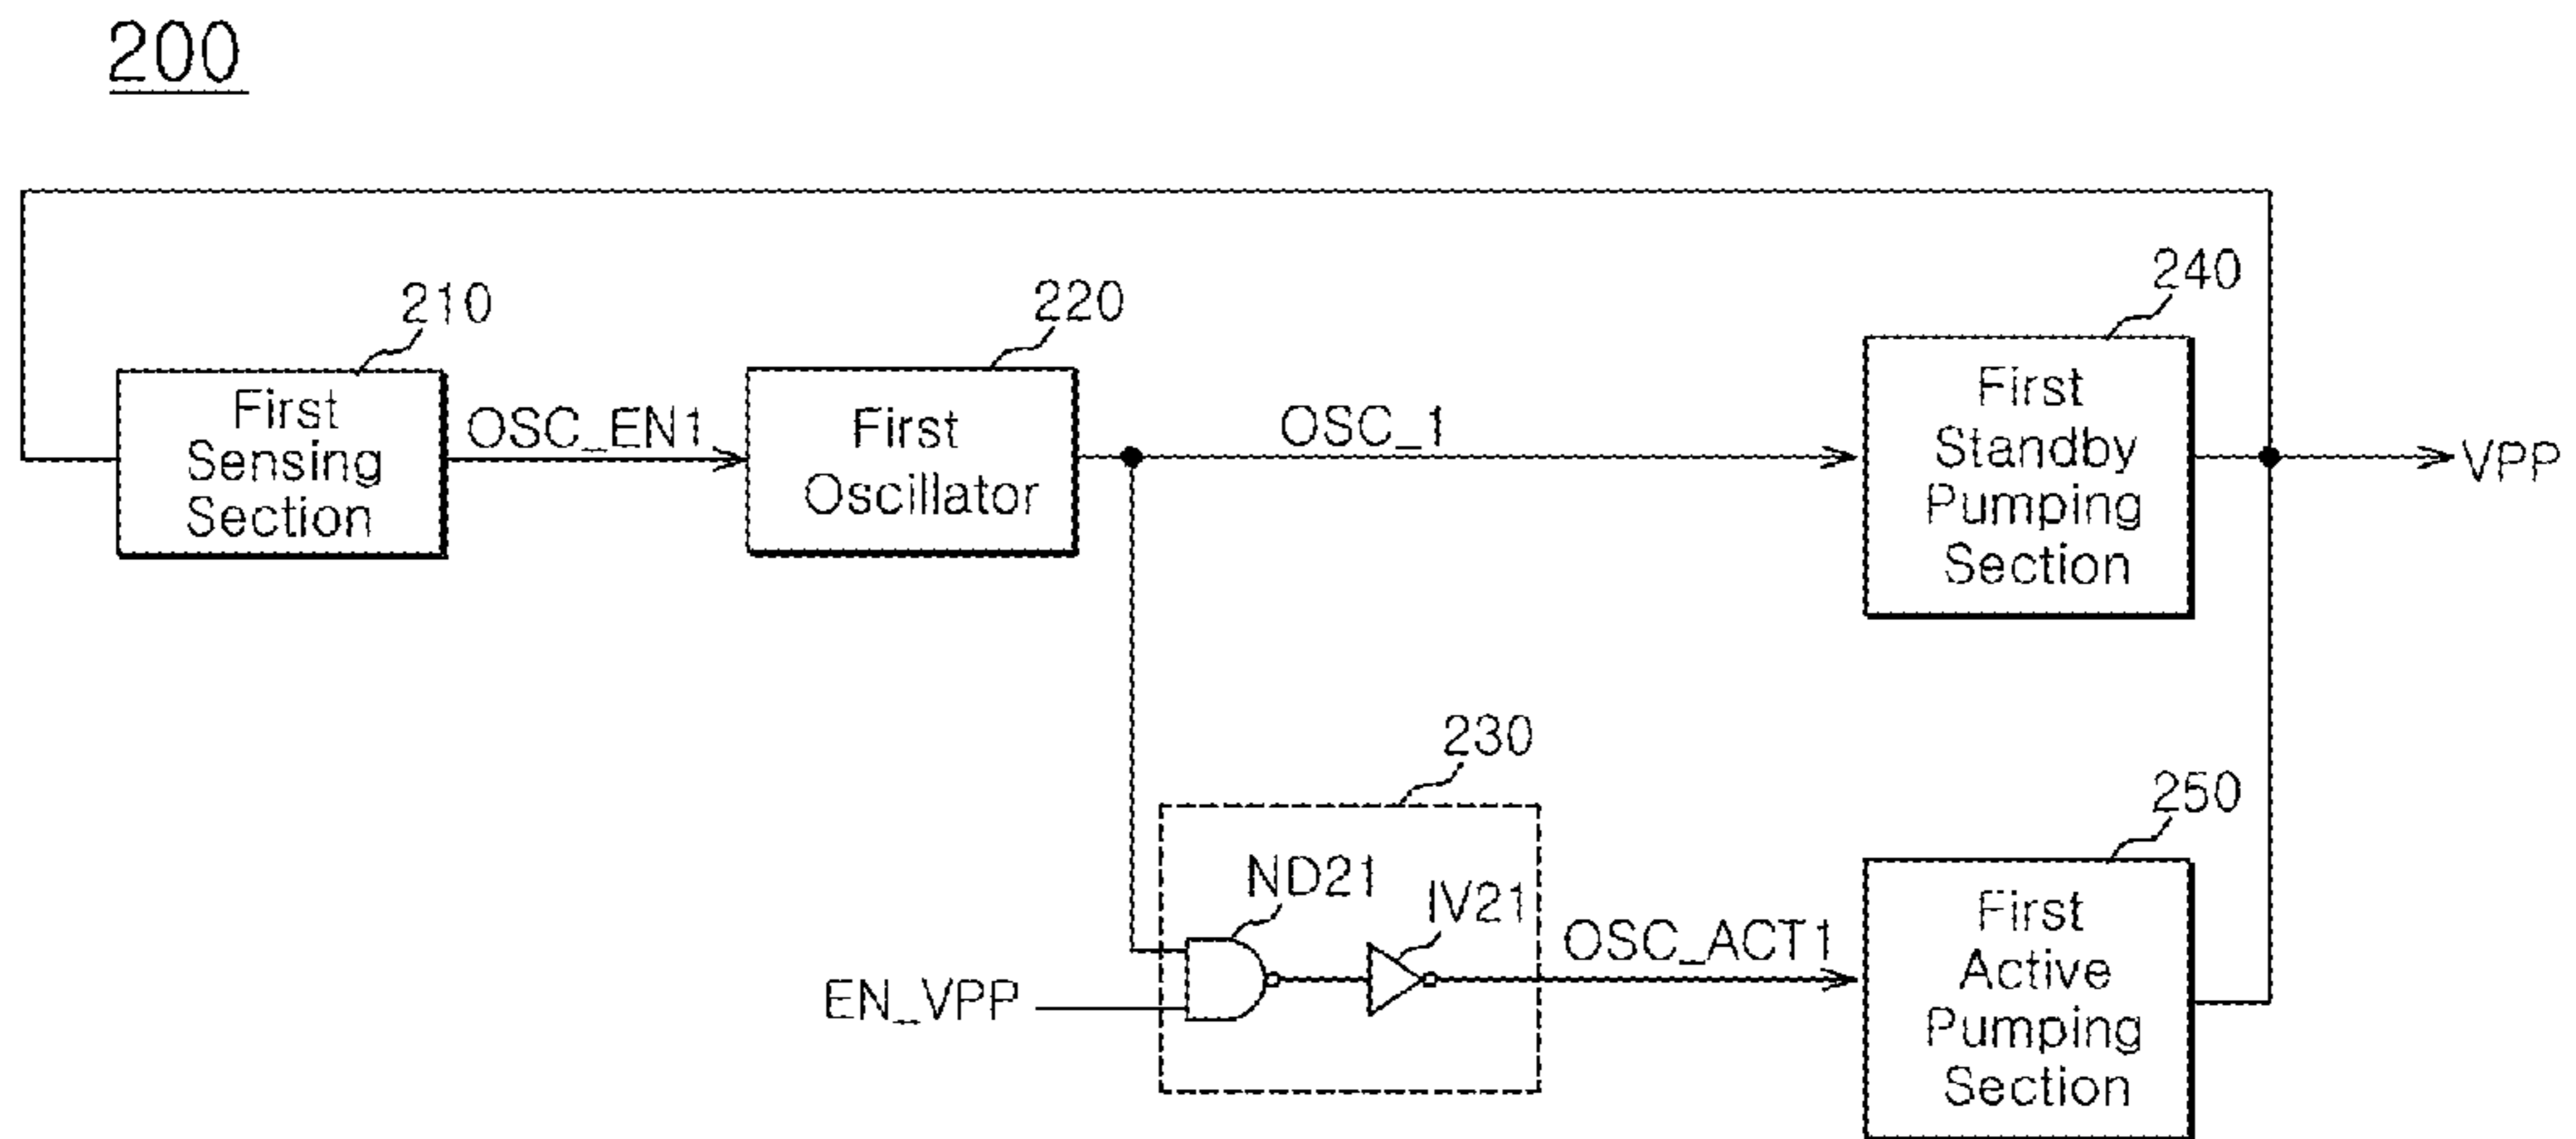 200
210
220
240
First
Sensing
Section
OSC_EN1
First
Oscillator
OSC_1
First
Standby
Pumping
Section
VPP
230
250
ND21
IV21
EN_VPP
OSC_ACT1
First
Active
Pumping
Section